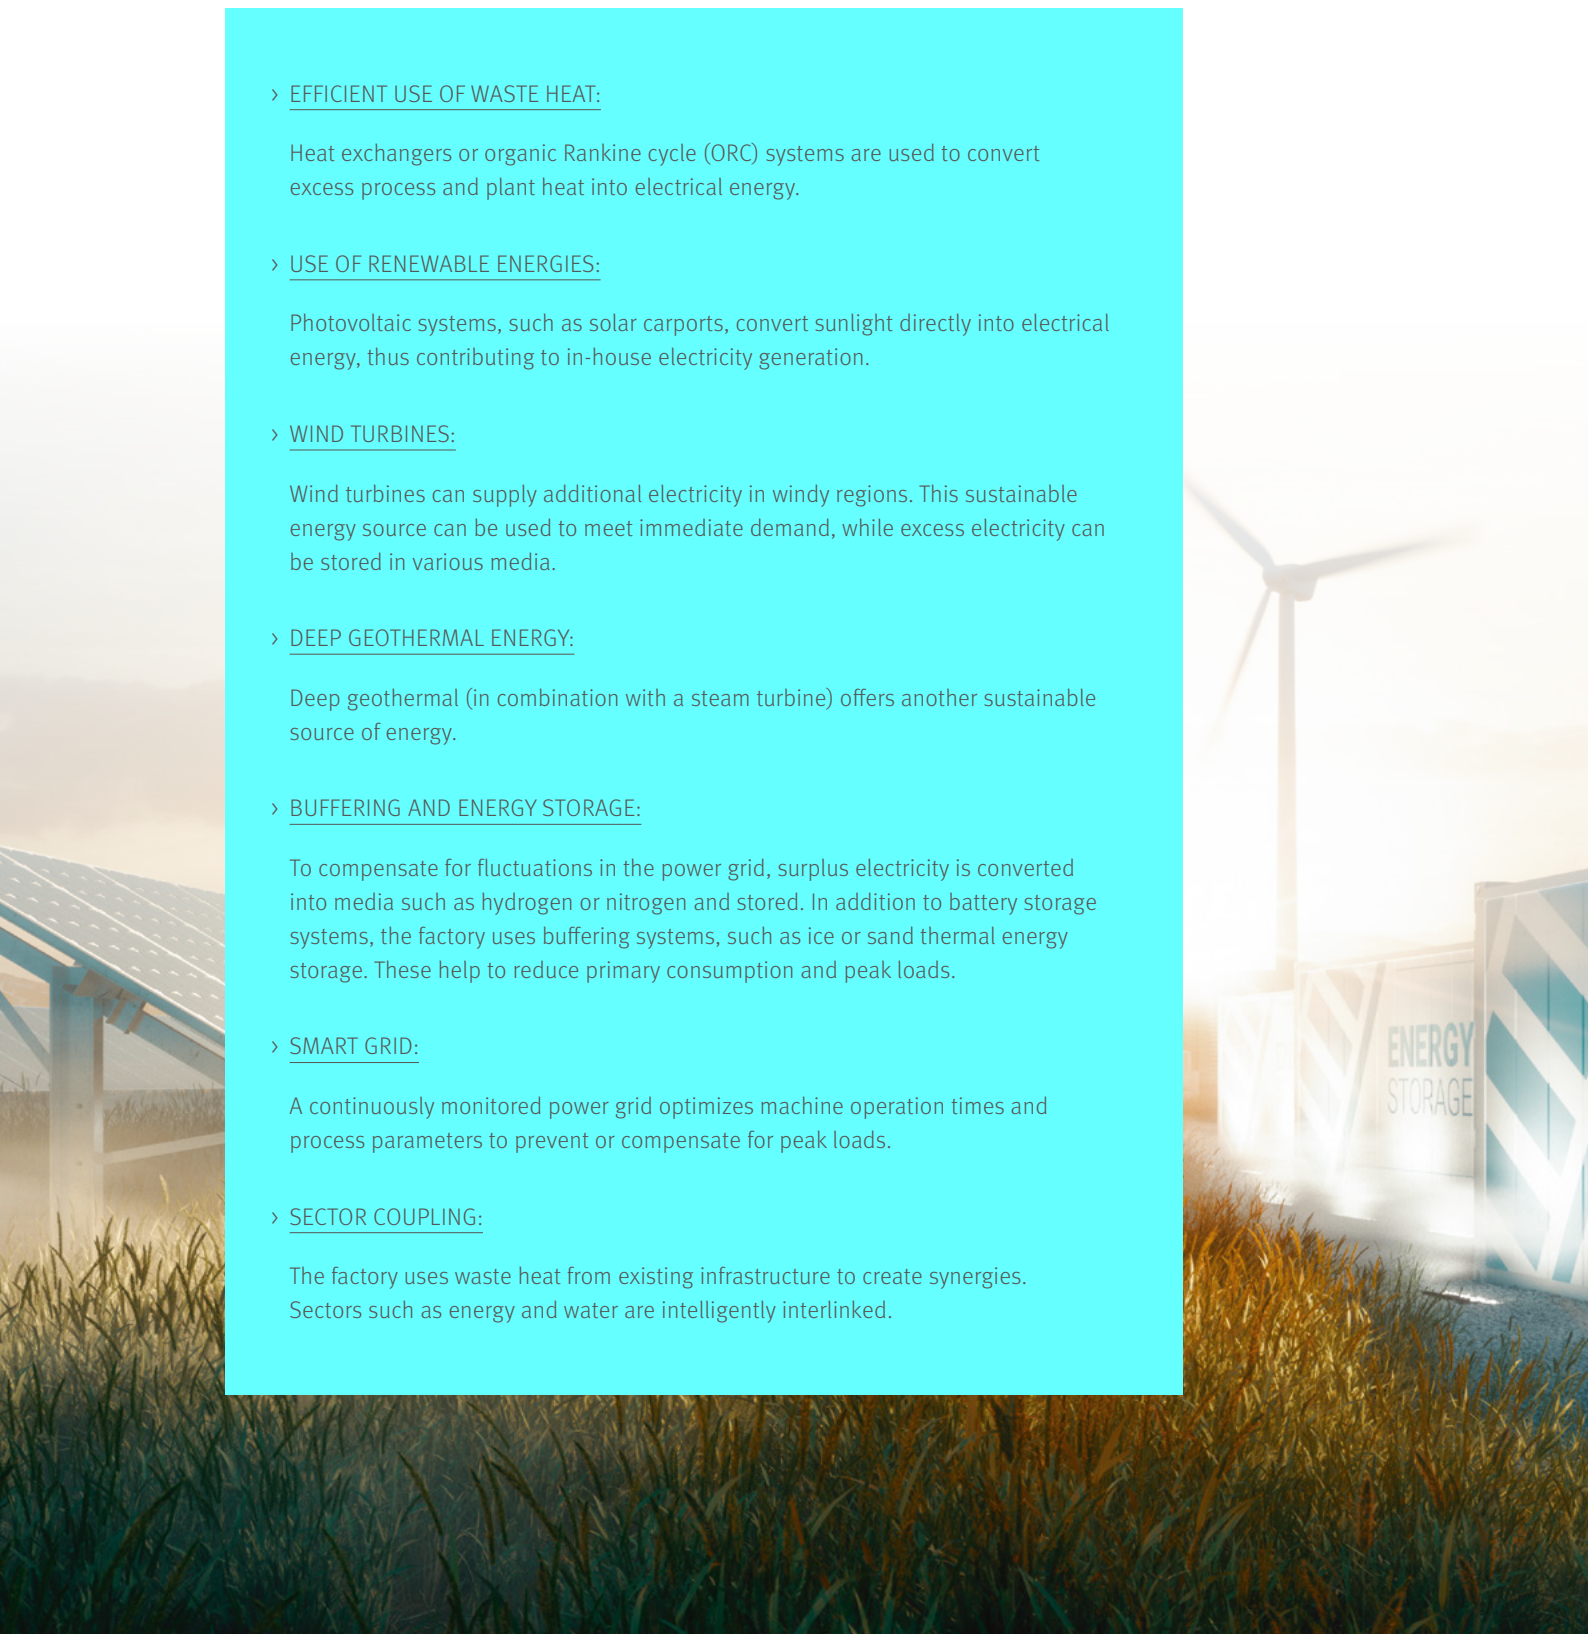 › EFFICIENT USE OF WASTE HEAT:
Heat exchangers or organic Rankine cycle (ORC) systems are used to convert
excess process and plant heat into electrical energy.
› USE OF RENEWABLE ENERGIES:
Photovoltaic systems, such as solar carports, convert sunlight directly into electrical
energy, thus contributing to in-house electricity generation.
› WIND TURBINES:
Wind turbines can supply additional electricity in windy regions. This sustainable
energy source can be used to meet immediate demand, while excess electricity can
be stored in various media.
› DEEP GEOTHERMAL ENERGY:
Deep geothermal (in combination with a steam turbine) offers another sustainable
source of energy.
› BUFFERING AND ENERGY STORAGE:
To compensate for fluctuations in the power grid, surplus electricity is converted
into media such as hydrogen or nitrogen and stored. In addition to battery storage
systems, the factory uses buffering systems, such as ice or sand thermal energy
storage. These help to reduce primary consumption and peak loads.
› SMART GRID:
A continuously monitored power grid optimizes machine operation times and
process parameters to prevent or compensate for peak loads.
› SECTOR COUPLING:
The factory uses waste heat from existing infrastructure to create synergies.
Sectors such as energy and water are intelligently interlinked.
ENERGY
STORAGE